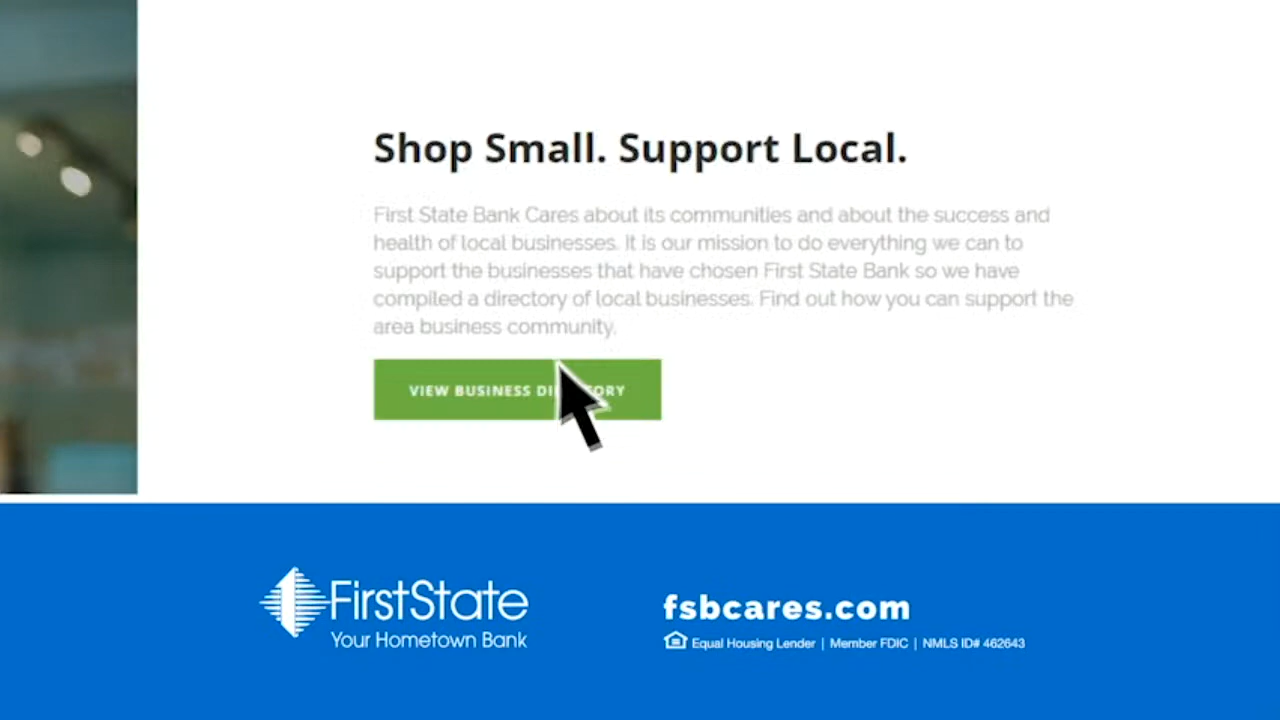 Shop Small. Support Local.
First State Bank Cares about its communities and about the success and
health of local businesses. It is our mission to do everything we can to
support the businesses that have chosen First State Bank so we have
compiled a directory of local businesses. Find out how you can support the
area business community.
VIEW BUSINESS DI ORY
FirstState
Your Hometown Bank
fsbcares.com
Equal Housing Lender | Member FDIC | NMLS ID# 462643